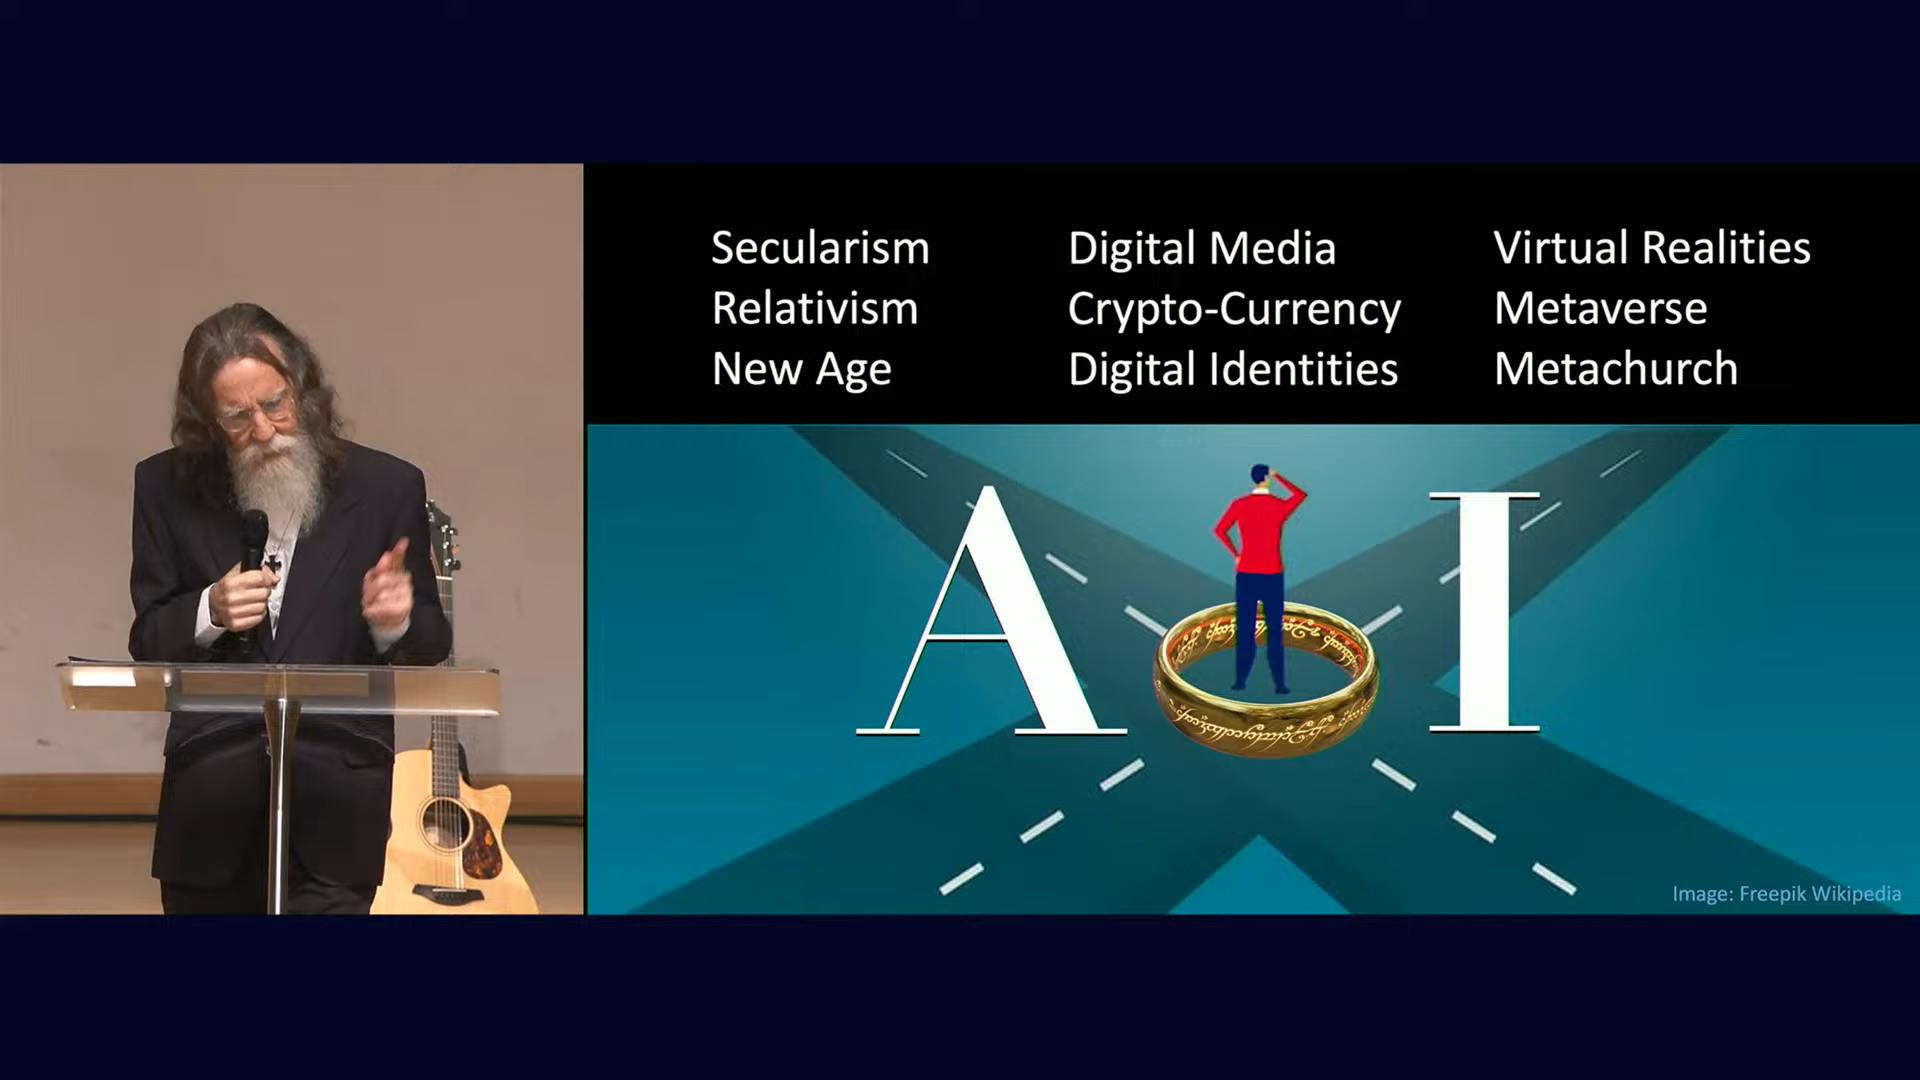 Secularism
Relativism
New Age
Digital Media
Crypto-Currency
Digital Identities
Virtual Realities
Metaverse
Metachurch
A I
Image: Freepik Wikipedia